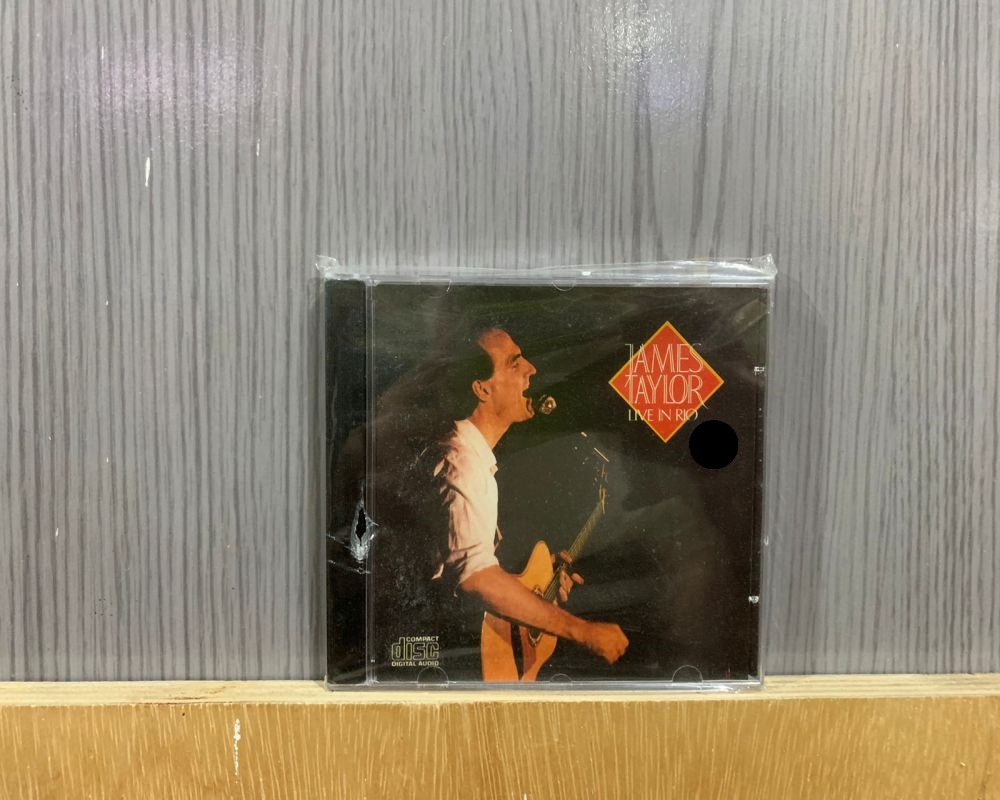 JAMES
TAYLOR
LIVE IN RIO
COMPACT
disc
DIGITAL AUDIO